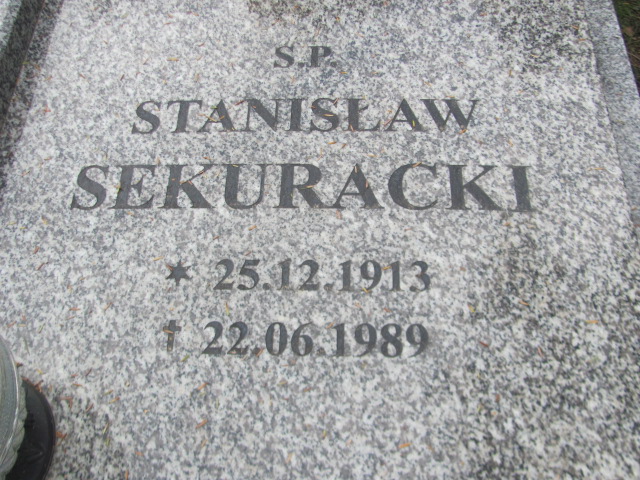 S.P.
STANISŁAW
SEKURACKI
* 25.12.1913
† 22.06.1989